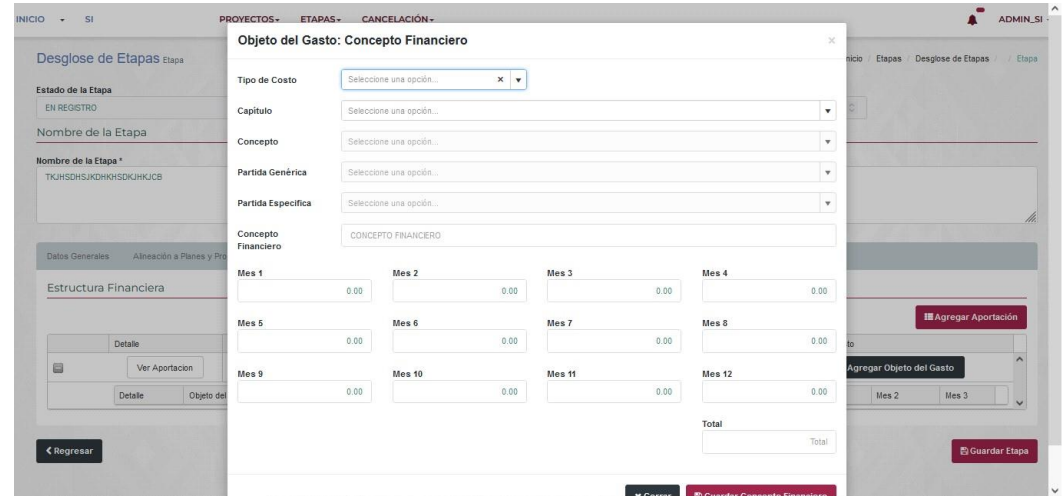 INICIO SI PROYECTOS ETAPAS CANCELACIÓN ADMIN_SI
Objeto del Gasto: Concepto Financiero ×
Desglose de Etapas Etapa
nicio / Etapas / Desglose de Etapas / / Etapa
Tipo de Costo Seleccione una opción...
Estado de la Etapa
EN REGISTRO
Capítulo Seleccione una opción...
Nombre de la Etapa
Concepto Seleccione una opción...
Nombre de la Etapa *
TKJHSDHSJKDHKHSDKJHKJCB
Partida Genérica Seleccione una opción...
Partida Especifica Seleccione una opción...
Concepto Financiero CONCEPTO FINANCIERO
Datos Generales Alineación a Planes y Pro
Mes 1 Mes 2 Mes 3 Mes 4
0.00 0.00 0.00 0.00
Estructura Financiera
Agregar Aportación
Mes 5 Mes 6 Mes 7 Mes 8
0.00 0.00 0.00 0.00
Detalle to
Ver Aportacion Agregar Objeto del Gasto
Mes 9 Mes 10 Mes 11 Mes 12
0.00 0.00 0.00 0.00
Detalle Objeto del Mes 2 Mes 3
Total
Total
Regresar Guardar Etapa
Cerrar Guardar Concepto Financiero